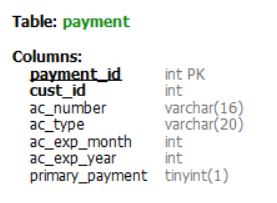 Table: payment
Columns:
payment_id int PK
cust_id int
ac_number varchar(16)
ac_type varchar(20)
ac_exp_month int
ac_exp_year int
primary_payment tinyint(1)